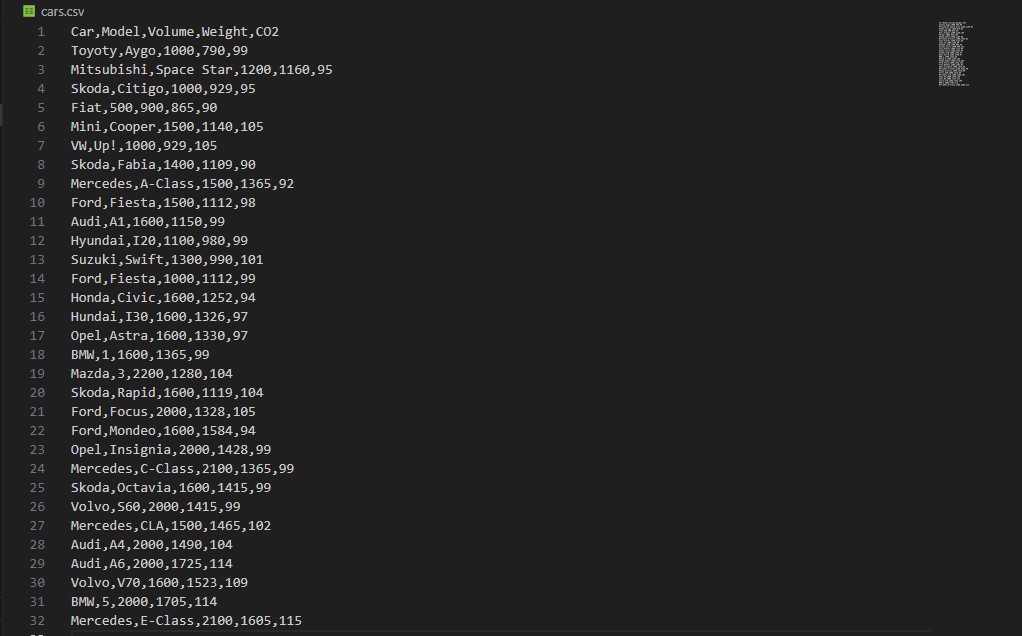 cars.csv
1 Car,Model,Volume,Weight,CO2
2 Toyoty,Aygo,1000,790,99
3 Mitsubishi,Space Star,1200,1160,95
4 Skoda,Citigo,1000,929,95
5 Fiat,500,900,865,90
6 Mini,Cooper,1500,1140,105
7 VW,Up!,1000,929,105
8 Skoda,Fabia,1400,1109,90
9 Mercedes,A-Class,1500,1365,92
10 Ford,Fiesta,1500,1112,98
11 Audi,A1,1600,1150,99
12 Hyundai,I20,1100,980,99
13 Suzuki,Swift,1300,990,101
14 Ford,Fiesta,1000,1112,99
15 Honda,Civic,1600,1252,94
16 Hundai,I30,1600,1326,97
17 Opel,Astra,1600,1330,97
18 BMW,1,1600,1365,99
19 Mazda,3,2200,1280,104
20 Skoda,Rapid,1600,1119,104
21 Ford,Focus,2000,1328,105
22 Ford,Mondeo,1600,1584,94
23 Opel,Insignia,2000,1428,99
24 Mercedes,C-Class,2100,1365,99
25 Skoda,Octavia,1600,1415,99
26 Volvo,S60,2000,1415,99
27 Mercedes,CLA,1500,1465,102
28 Audi,A4,2000,1490,104
29 Audi,A6,2000,1725,114
30 Volvo,V70,1600,1523,109
31 BMW,5,2000,1705,114
32 Mercedes,E-Class,2100,1605,115